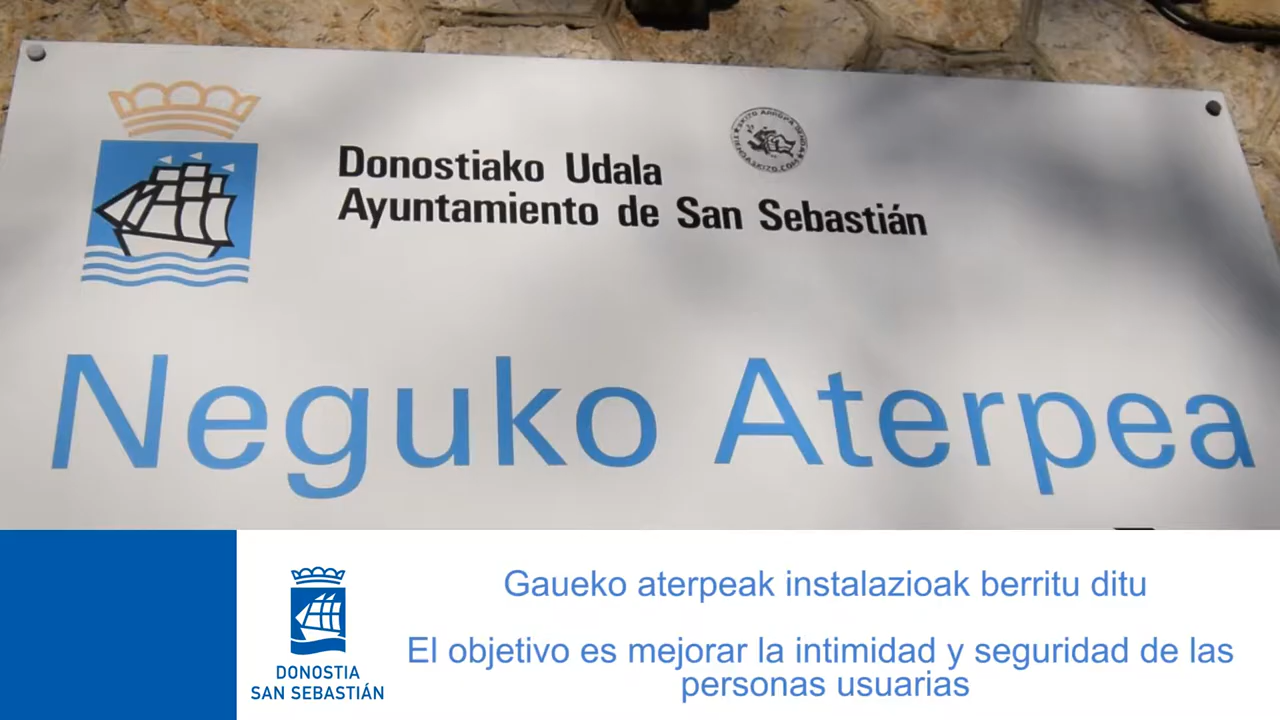 Donostiako Udala
Ayuntamiento de San Sebastián
Neguko Aterpea
Gaueko aterpeak instalazioak berritu ditu
El objetivo es mejorar la intimidad y seguridad de las
personas usuarias
DONOSTIA
SAN SEBASTIÁN